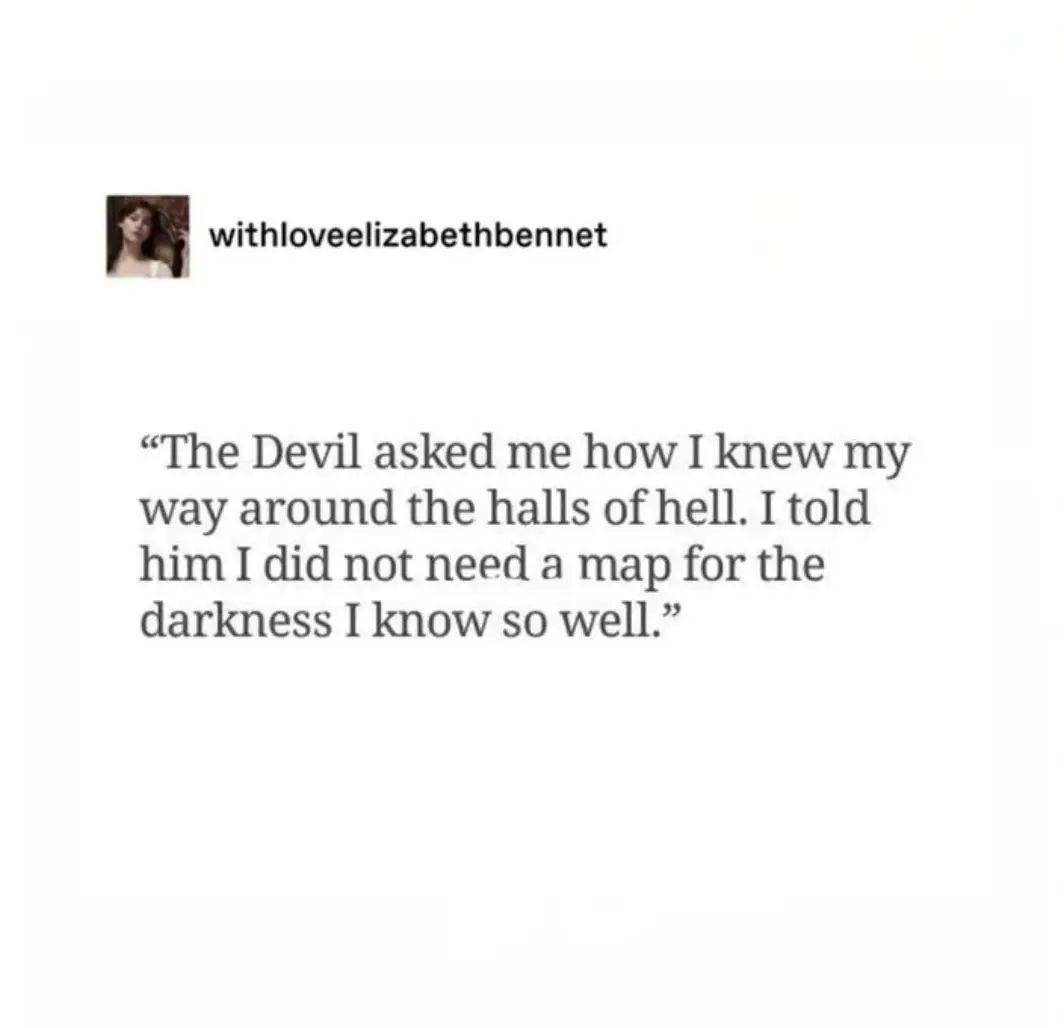 withloveelizabethbennet
“The Devil asked me how I knew my
way around the halls of hell. I told
him I did not need a map for the
darkness I know so well.”